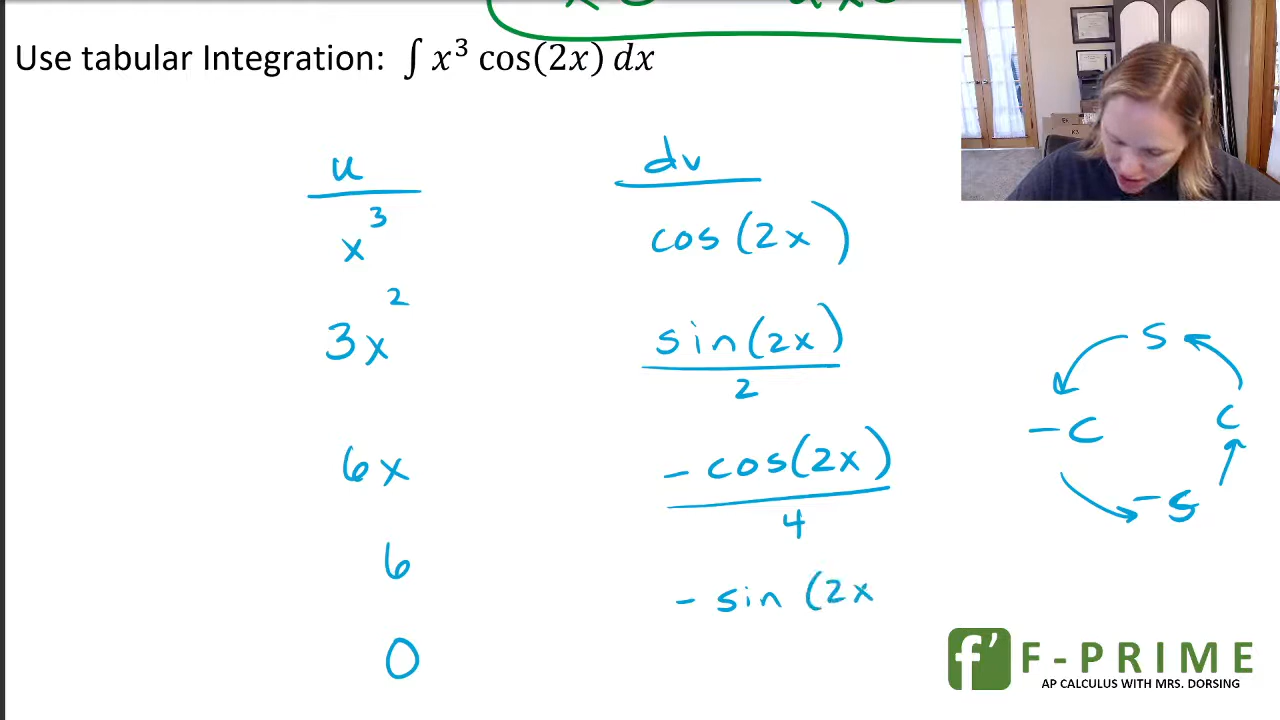 Use tabular Integration: ∫ x³ cos(2x) dx
u dv
x³ cos(2x)
3x² sin(2x)/2
6x -cos(2x)/4
6 - sin (2x
0
S
-C C
-S
f' F-PRIME
AP CALCULUS WITH MRS. DORSING